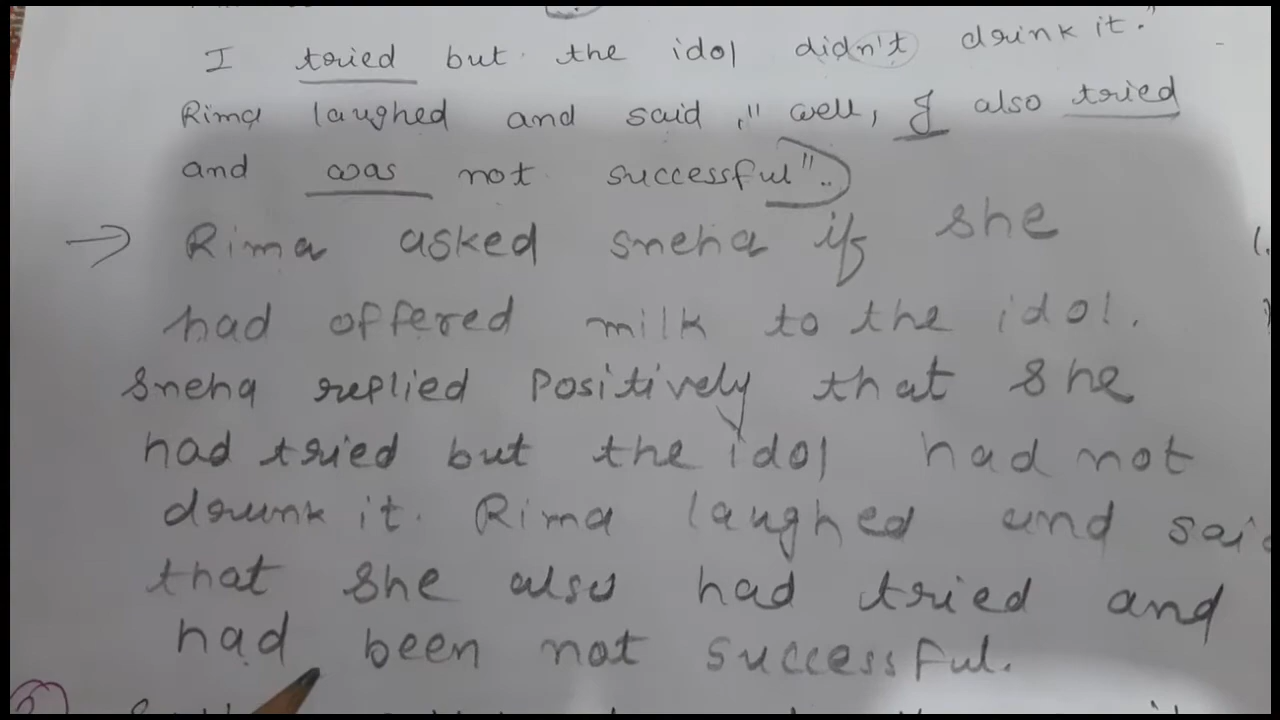 I tried but the idol didn't drink it."
Rima laughed and said, "well, I also tried
and was not successful".
→ Rima asked sneha if she
had offered milk to the idol.
Sneha replied Positively that she
had tried but the idol had not
drunk it. Rima laughed and said
that she also had tried and
had been not successful.